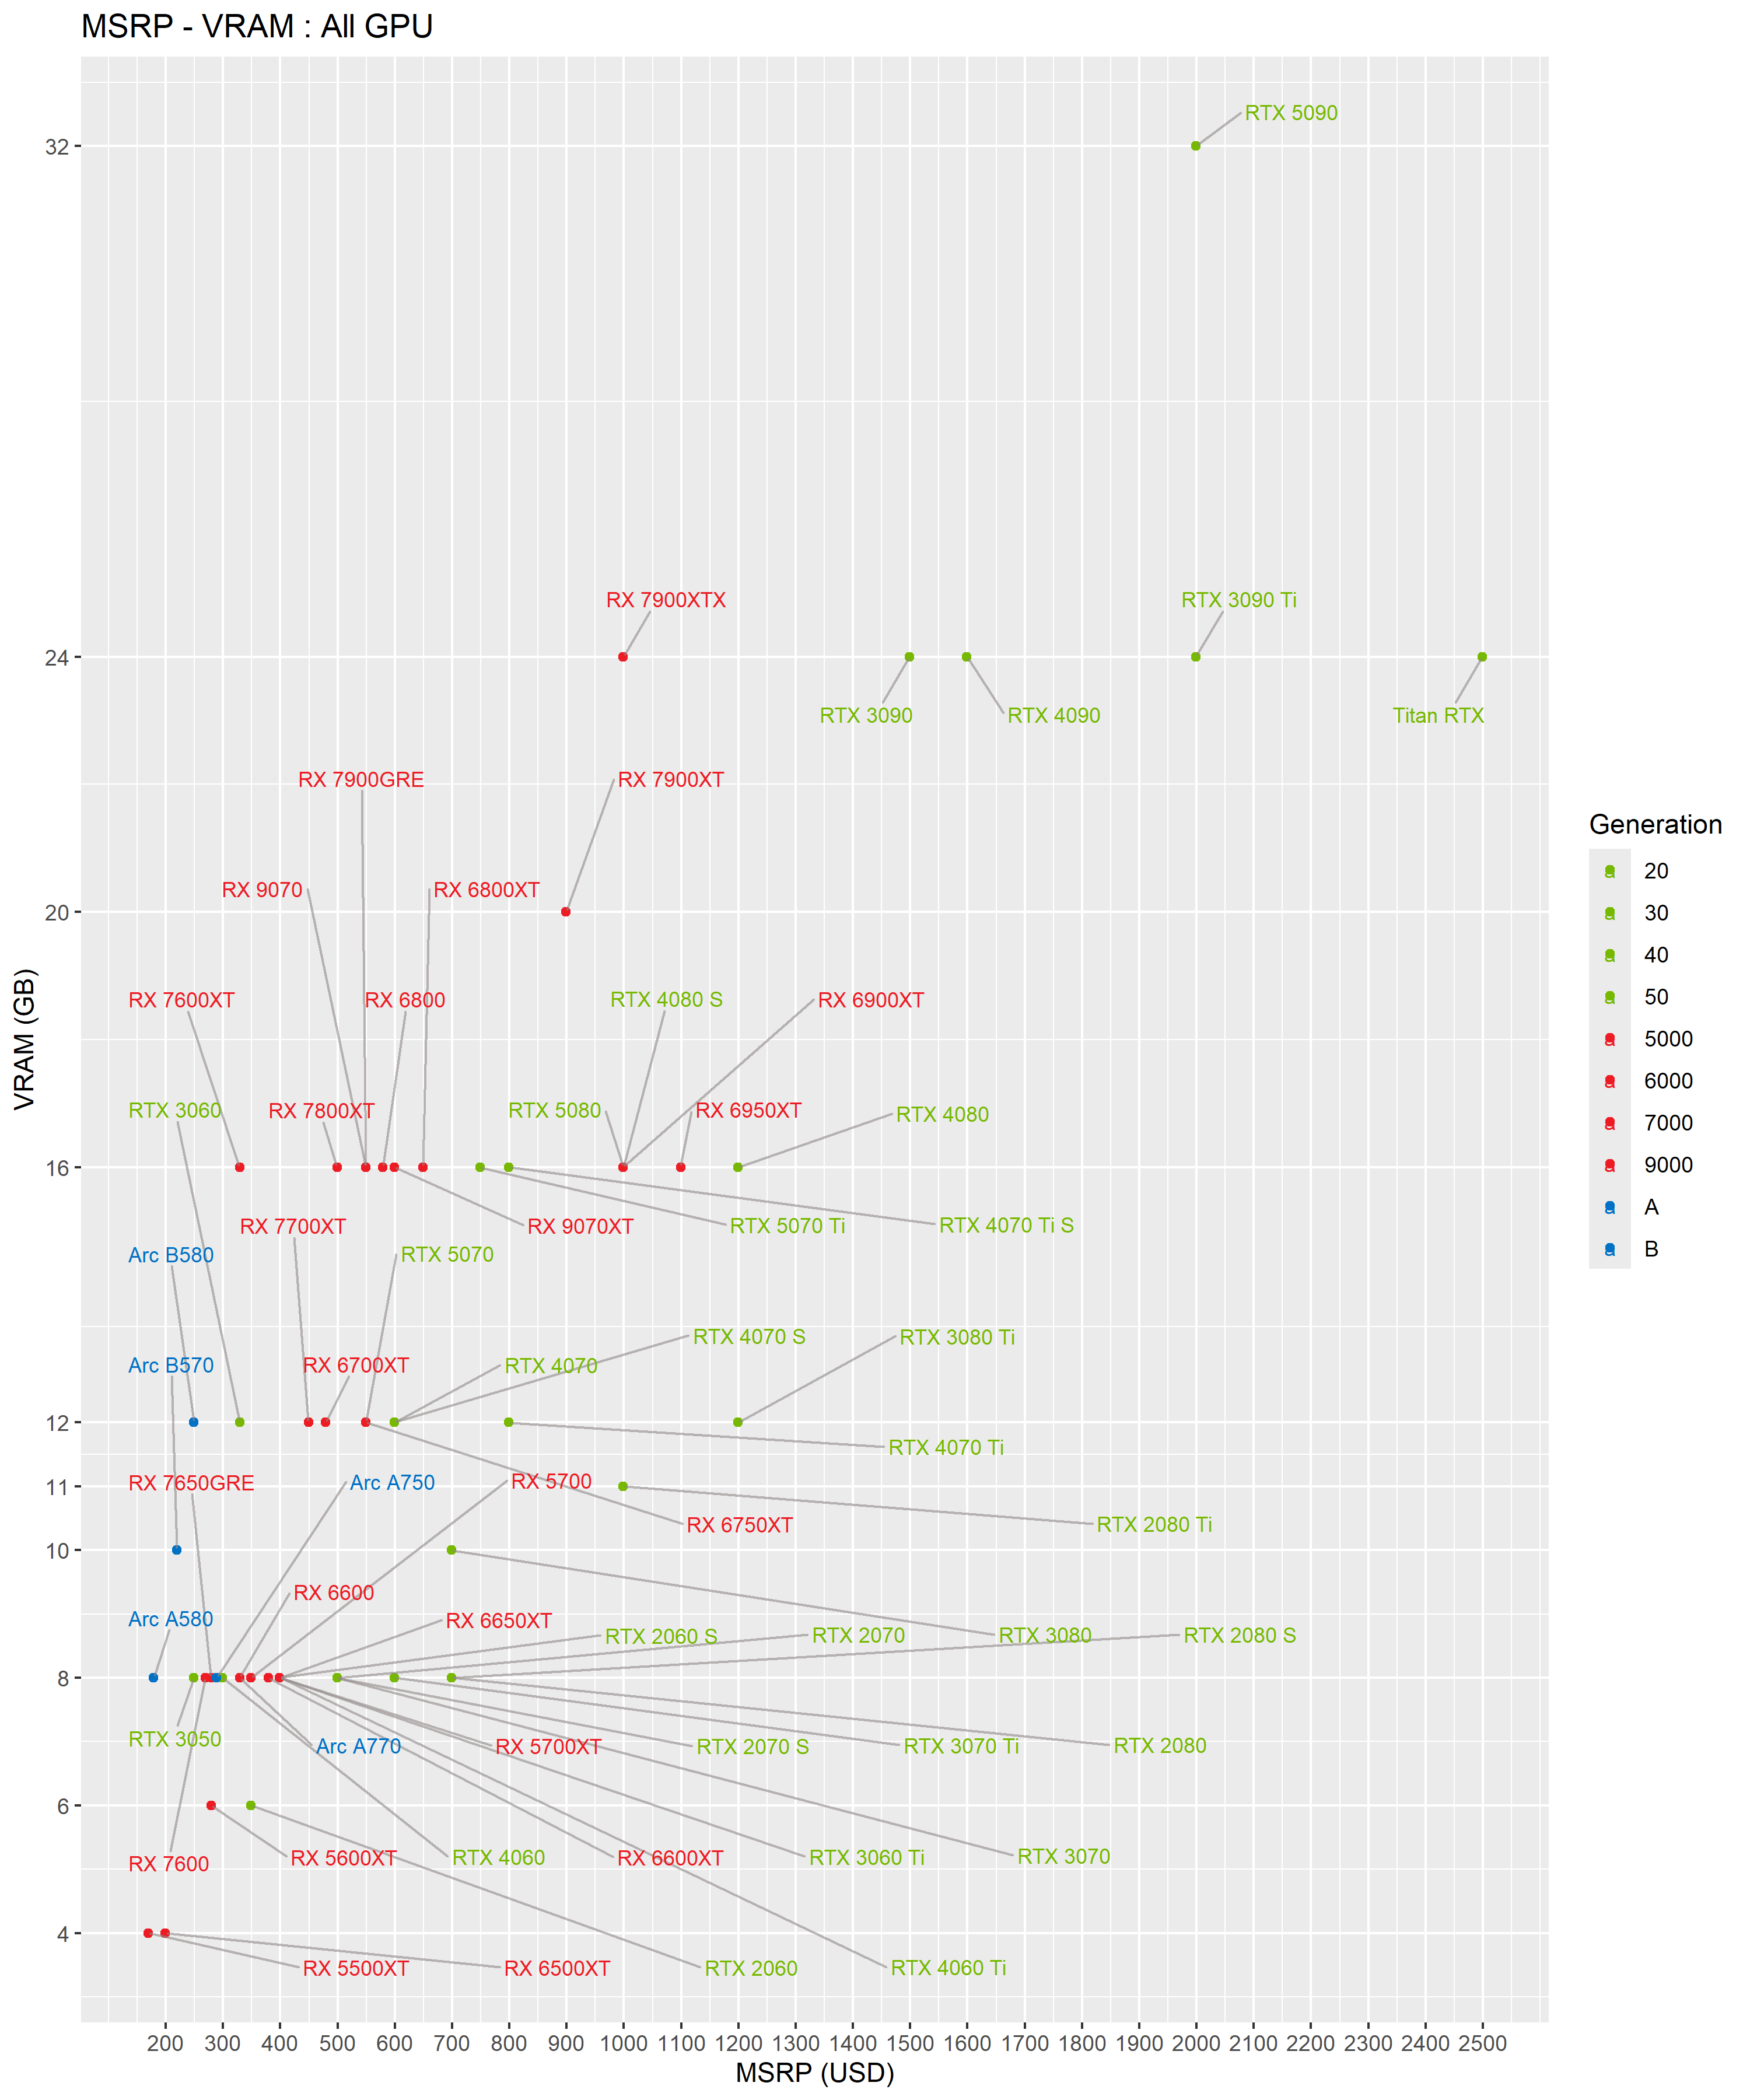 MSRP - VRAM : All GPU
RTX 5090
32
RX 7900XTX
RTX 3090 Ti
24
RTX 3090
RTX 4090
Titan RTX
RX 7900GRE
RX 7900XT
Generation
20
30
40
50
5000
6000
7000
9000
A
B
RX 9070
RX 6800XT
20
VRAM (GB)
RX 7600XT
RX 6800
RTX 4080 S
RX 6900XT
RTX 3060
RX 7800XT
RTX 5080
RX 6950XT
RTX 4080
16
RX 7700XT
RX 9070XT
RTX 5070 Ti
RTX 4070 Ti S
Arc B580
RTX 5070
RTX 4070 S
RTX 3080 Ti
Arc B570
RX 6700XT
RTX 4070
12
RTX 4070 Ti
RX 7650GRE
Arc A750
RX 5700
11
RX 6750XT
RTX 2080 Ti
10
RX 6600
Arc A580
RX 6650XT
RTX 2060 S
RTX 2070
RTX 3080
RTX 2080 S
8
RTX 3050
Arc A770
RX 5700XT
RTX 2070 S
RTX 3070 Ti
RTX 2080
6
RX 7600
RX 5600XT
RTX 4060
RX 6600XT
RTX 3060 Ti
RTX 3070
4
RX 5500XT
RX 6500XT
RTX 2060
RTX 4060 Ti
200 300 400 500 600 700 800 900 1000 1100 1200 1300 1400 1500 1600 1700 1800 1900 2000 2100 2200 2300 2400 2500
MSRP (USD)